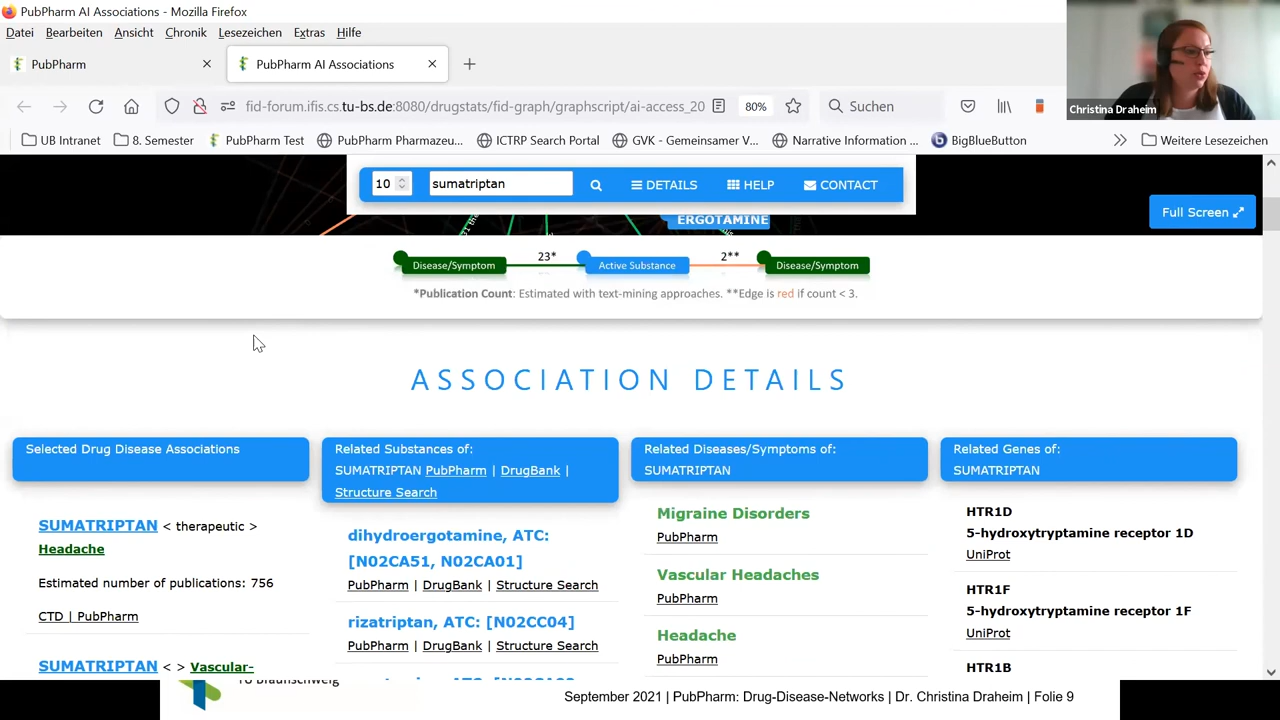 PubPharm AI Associations - Mozilla Firefox
Datei Bearbeiten Ansicht Chronik Lesezeichen Extras Hilfe
PubPharm
PubPharm AI Associations
fid-forum.ifis.cs.tu-bs.de:8080/drugstats/fid-graph/graphscript/ai-access_20
80%
Suchen
Christina Draheim
UB Intranet 8. Semester PubPharm Test PubPharm Pharmazeu... ICTRP Search Portal GVK - Gemeinsamer V... Narrative Information ... BigBlueButton Weitere Lesezeichen
10 sumatriptan DETAILS HELP CONTACT
ERGOTAMINE
Full Screen
Disease/Symptom 23* Active Substance 2** Disease/Symptom
*Publication Count: Estimated with text-mining approaches. **Edge is red if count < 3.
ASSOCIATION DETAILS
Selected Drug Disease Associations
SUMATRIPTAN < therapeutic >
Headache
Estimated number of publications: 756
CTD | PubPharm
SUMATRIPTAN < > Vascular-
Related Substances of:
SUMATRIPTAN PubPharm | DrugBank |
Structure Search
dihydroergotamine, ATC:
[N02CA51, N02CA01]
PubPharm | DrugBank | Structure Search
rizatriptan, ATC: [N02CC04]
PubPharm | DrugBank | Structure Search
Related Diseases/Symptoms of:
SUMATRIPTAN
Migraine Disorders
PubPharm
Vascular Headaches
PubPharm
Headache
PubPharm
Related Genes of:
SUMATRIPTAN
HTR1D
5-hydroxytryptamine receptor 1D
UniProt
HTR1F
5-hydroxytryptamine receptor 1F
UniProt
HTR1B
TU Braunschweig
September 2021 | PubPharm: Drug-Disease-Networks | Dr. Christina Draheim | Folie 9